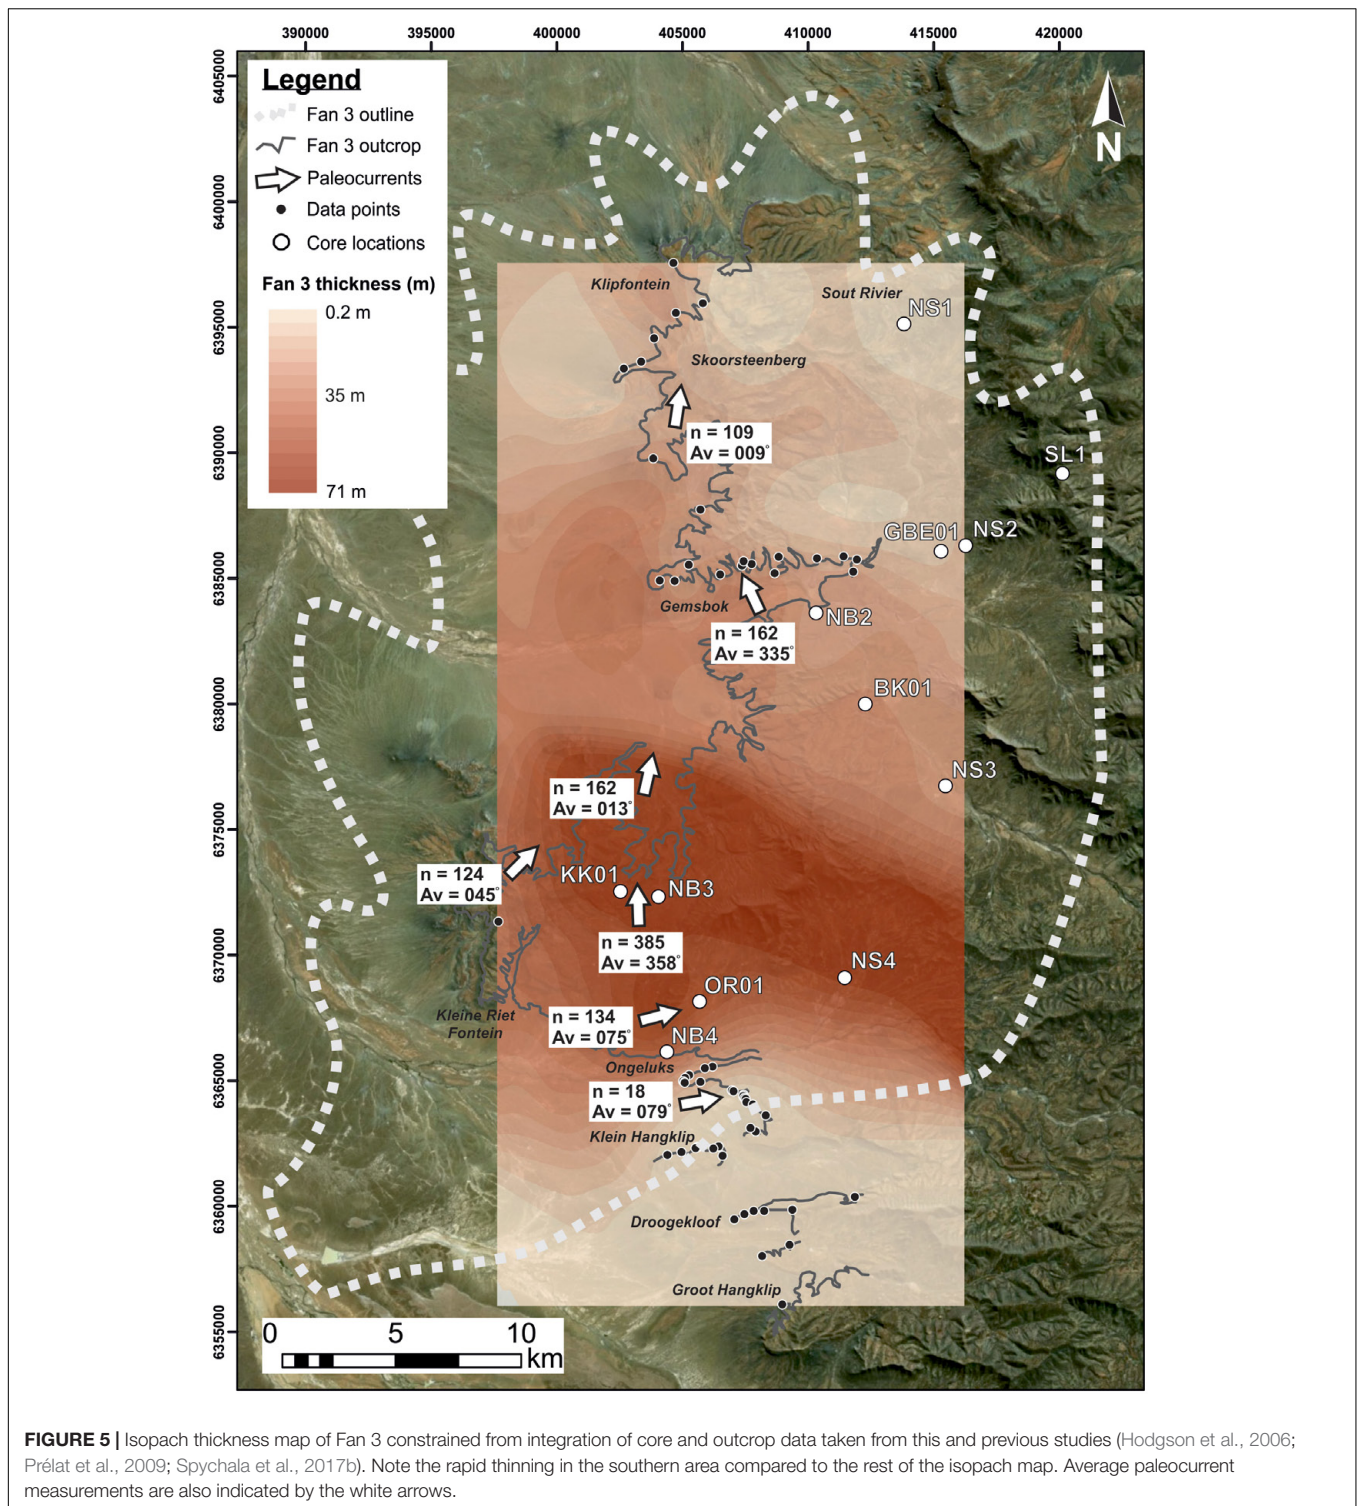 390000 395000 400000 405000 410000 415000 420000
6405000
6400000
6395000
6390000
6385000
6380000
6375000
6370000
6365000
6360000
6355000
Legend
Fan 3 outline
Fan 3 outcrop
Paleocurrents
Data points
Core locations
Fan 3 thickness (m)
0.2 m
35 m
71 m
N
Klipfontein
Sout Rivier
NS1
Skoorsteenberg
n = 109
Av = 009°
SL1
GBE01
NS2
Gemsbok
NB2
n = 162
Av = 335°
BK01
NS3
n = 162
Av = 013°
n = 124
Av = 045°
KK01
NB3
n = 385
Av = 358°
NS4
OR01
Kleine Riet
Fontein
n = 134
Av = 075°
NB4
Ongeluks
n = 18
Av = 079°
Klein Hangklip
Droogekloof
Groot Hangklip
0 5 10
km
FIGURE 5 | Isopach thickness map of Fan 3 constrained from integration of core and outcrop data taken from this and previous studies (Hodgson et al., 2006;
Prélat et al., 2009; Spychala et al., 2017b). Note the rapid thinning in the southern area compared to the rest of the isopach map. Average paleocurrent
measurements are also indicated by the white arrows.